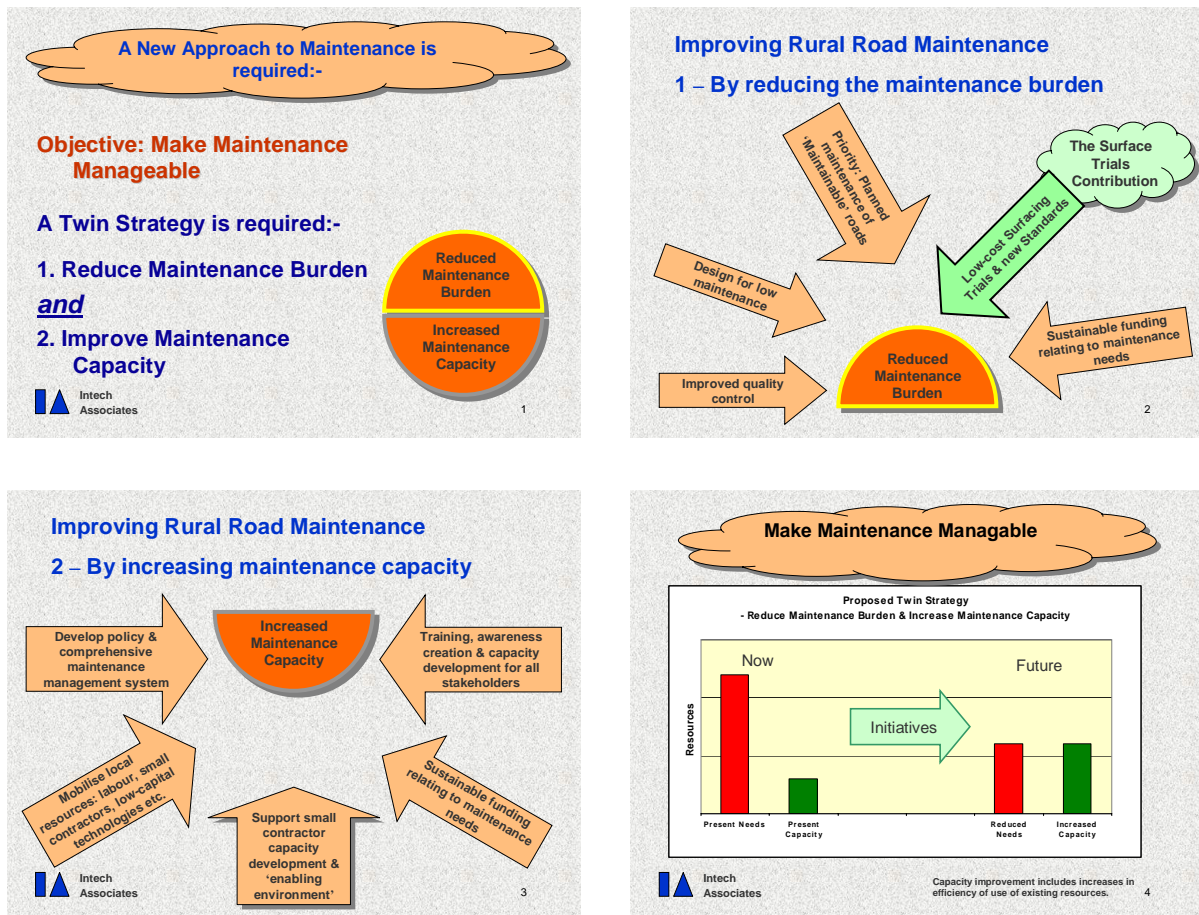 A New Approach to Maintenance is
required:-
Objective: Make Maintenance
Manageable
A Twin Strategy is required:-
1. Reduce Maintenance Burden
and
2. Improve Maintenance
Capacity
Reduced
Maintenance
Burden
Increased
Maintenance
Capacity
Intech
Associates
1
Improving Rural Road Maintenance
1 – By reducing the maintenance burden
Priority: Planned
maintenance of
‘Maintainable’ roads
The Surface
Trials
Contribution
Low-cost Surfacing
Trials & new Standards
Design for low
maintenance
Sustainable funding
relating to maintenance
needs
Improved quality
control
Reduced
Maintenance
Burden
2
Improving Rural Road Maintenance
2 – By increasing maintenance capacity
Develop policy &
comprehensive
maintenance
management system
Increased
Maintenance
Capacity
Training, awareness
creation & capacity
development for all
stakeholders
Mobilise local
resources: labour, small
contractors, low-capital
technologies etc.
Support small
contractor
capacity
development &
‘enabling
environment’
Sustainable funding
relating to maintenance
needs
Intech
Associates
3
Make Maintenance Managable
Proposed Twin Strategy
- Reduce Maintenance Burden & Increase Maintenance Capacity
Now
Future
Initiatives
Resources
Present Needs
Present
Capacity
Reduced
Needs
Increased
Capacity
Intech
Associates
Capacity improvement includes increases in
efficiency of use of existing resources.
4